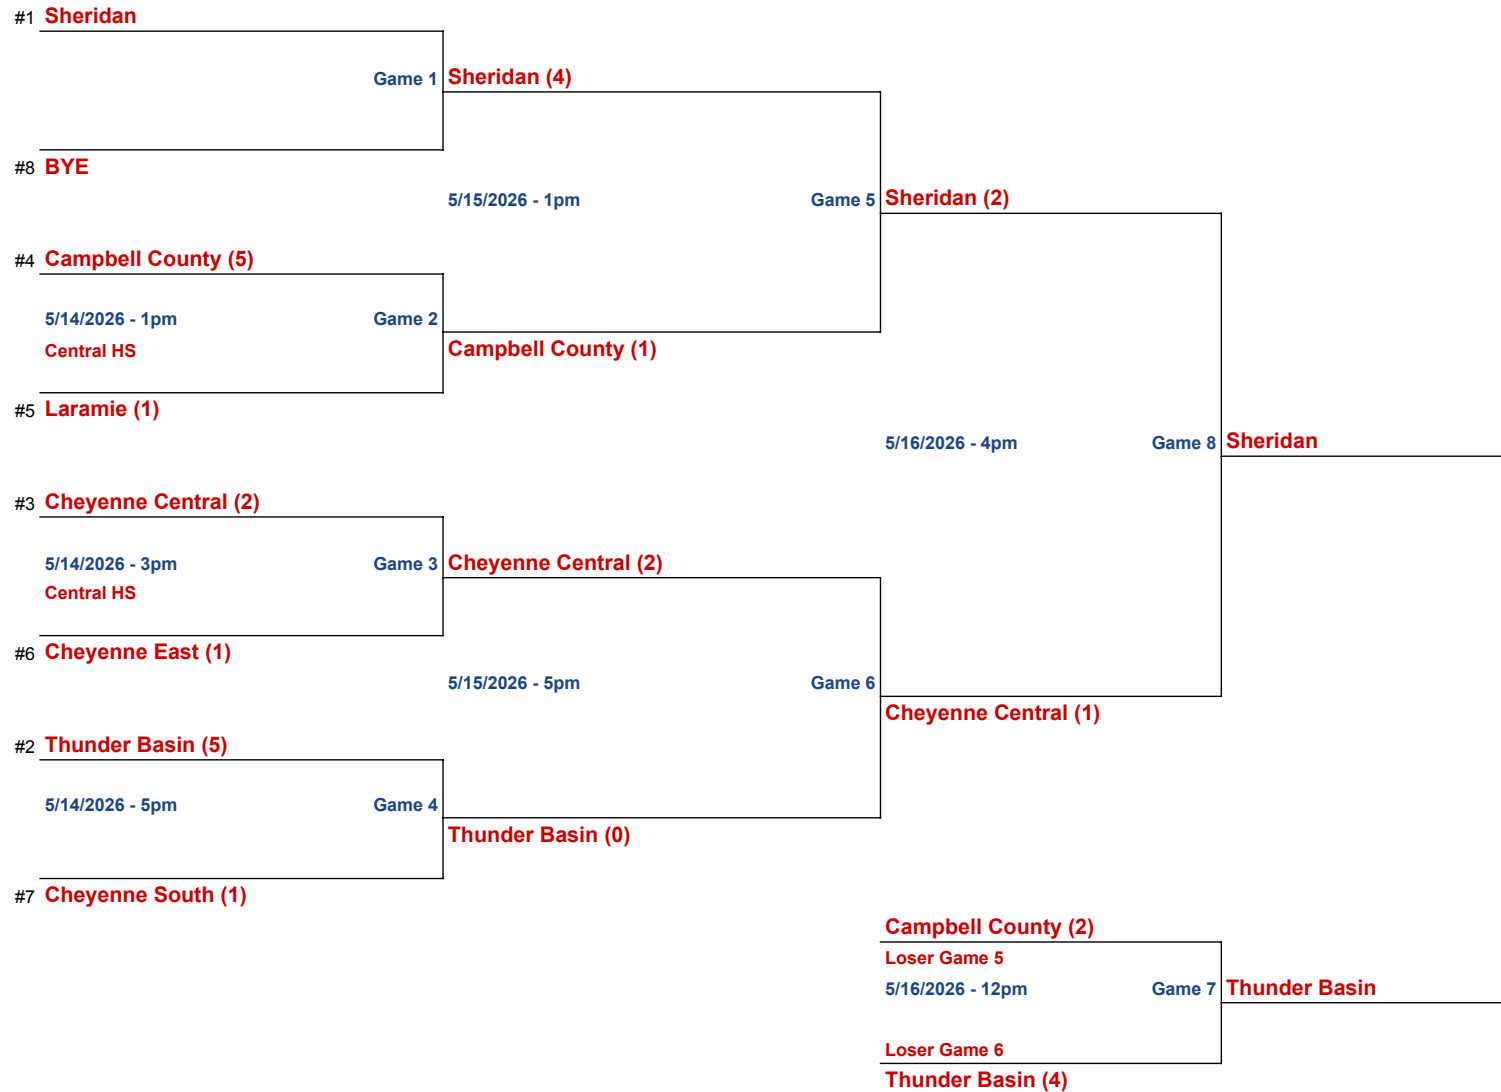 #1 Sheridan
Game 1 Sheridan (4)
#8 BYE
5/15/2026 - 1pm Game 5 Sheridan (2)
#4 Campbell County (5)
5/14/2026 - 1pm Game 2
Central HS Campbell County (1)
#5 Laramie (1)
5/16/2026 - 4pm Game 8 Sheridan
#3 Cheyenne Central (2)
5/14/2026 - 3pm Game 3 Cheyenne Central (2)
Central HS
#6 Cheyenne East (1)
5/15/2026 - 5pm Game 6
Cheyenne Central (1)
#2 Thunder Basin (5)
5/14/2026 - 5pm Game 4
Thunder Basin (0)
#7 Cheyenne South (1)
Campbell County (2)
Loser Game 5
5/16/2026 - 12pm Game 7 Thunder Basin
Loser Game 6
Thunder Basin (4)